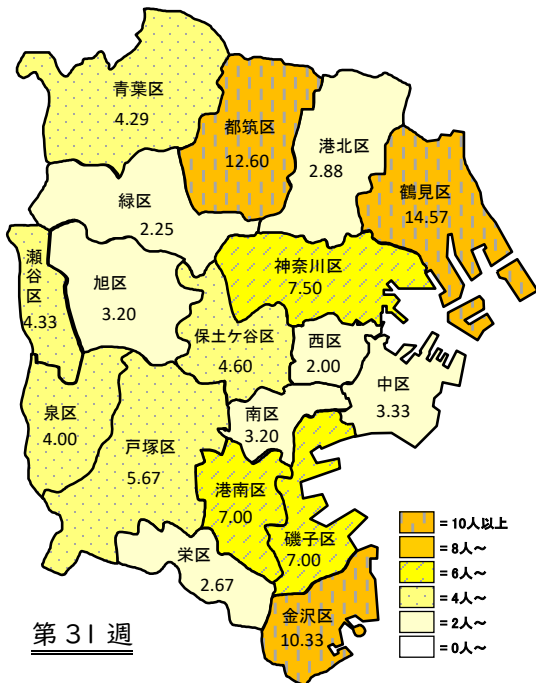 青葉区
4.29
都筑区
12.60
港北区
2.88
鶴見区
14.57
緑区
2.25
瀬谷区
4.33
旭区
3.20
神奈川区
7.50
保土ケ谷区
4.60
西区
2.00
中区
3.33
泉区
4.00
戸塚区
5.67
南区
3.20
港南区
7.00
磯子区
7.00
栄区
2.67
金沢区
10.33
第31週
=10人以上
=8人～
=6人～
=4人～
=2人～
=0人～